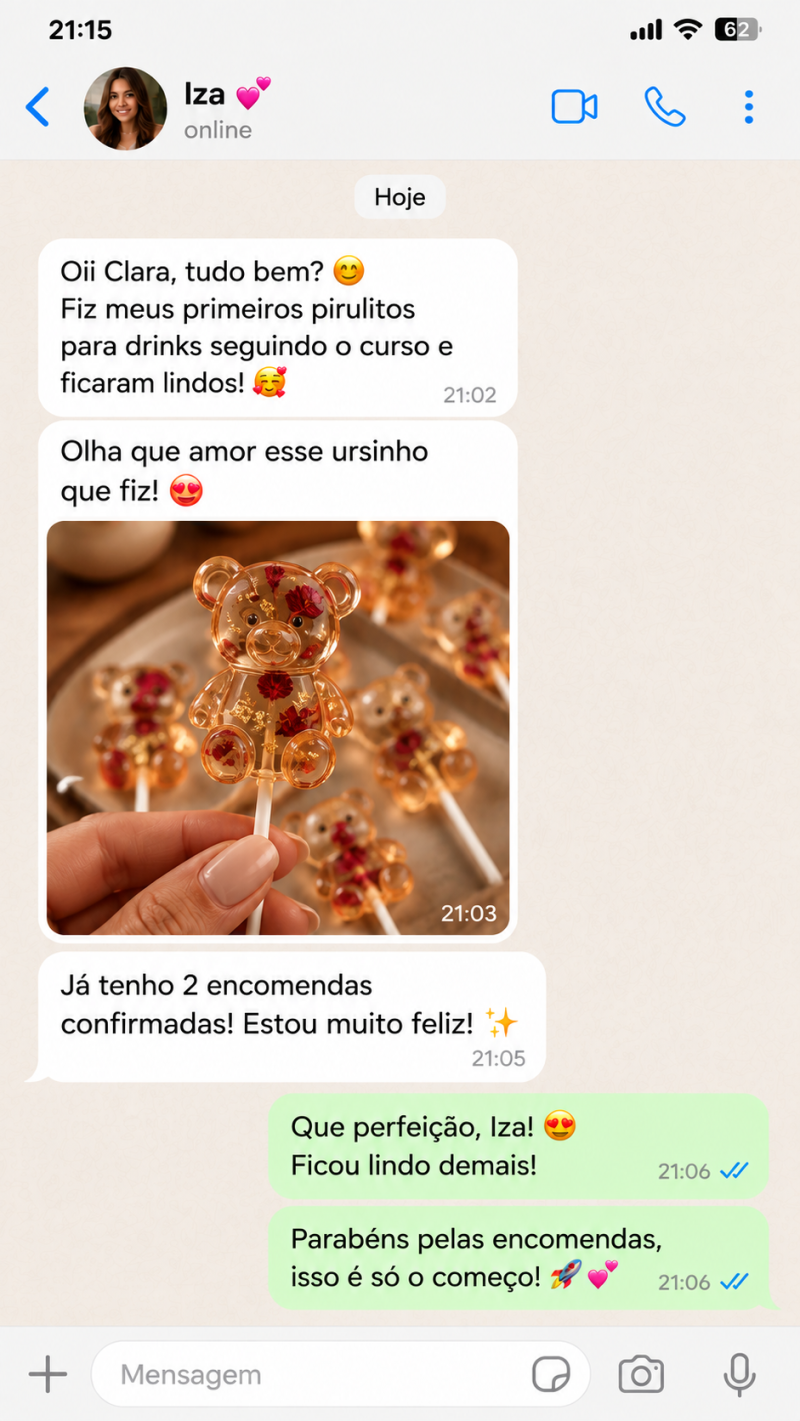 21:15
62
Iza 💕
online
Hoje
Oii Clara, tudo bem? 😊
Fiz meus primeiros pirulitos
para drinks seguindo o curso e
ficaram lindos! 🥰
21:02
Olha que amor esse ursinho
que fiz! 😍
21:03
Já tenho 2 encomendas
confirmadas! Estou muito feliz! ✨
21:05
Que perfeição, Iza! 😍
Ficou lindo demais!
21:06
Parabéns pelas encomendas,
isso é só o começo! 🚀💕
21:06
Mensagem